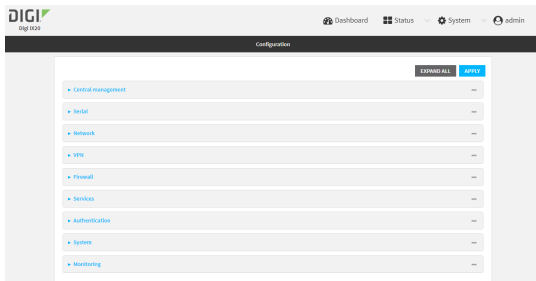 DIGI
Digi IX20
Dashboard Status System admin
Configuration
EXPAND ALL APPLY
Central management
Serial
Network
VPN
Firewall
Services
Authentication
System
Monitoring